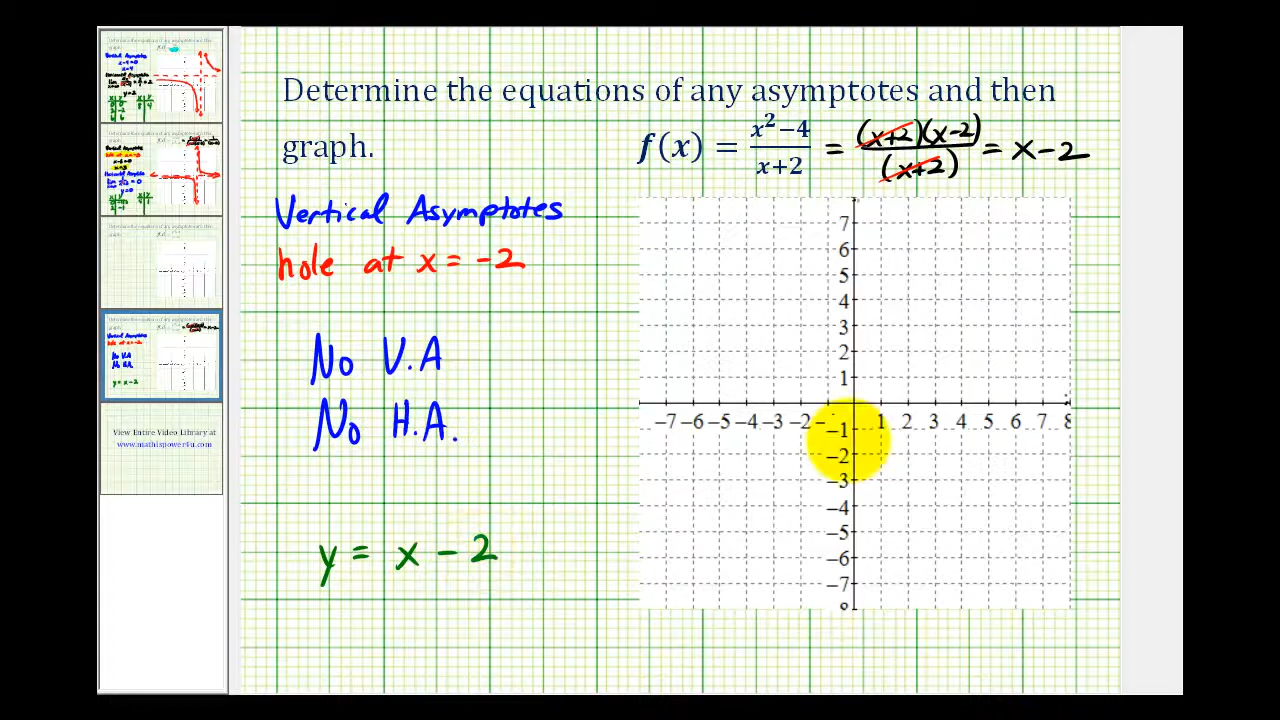 Determine the equations of any asymptotes and then
graph.
f(x) = x²−4 / x+2 = (x+2)(x-2) / (x+2) = x-2
Vertical Asymptotes
hole at x = -2
No V.A
No H.A.
y = x - 2
7
6
5
4
3
2
1
-7 -6 -5 -4 -3 -2 - 1 2 3 4 5 6 7 8
-1
-2
-3
-4
-5
-6
-7
8
View Entire Video Library at
www.mathispower4u.com